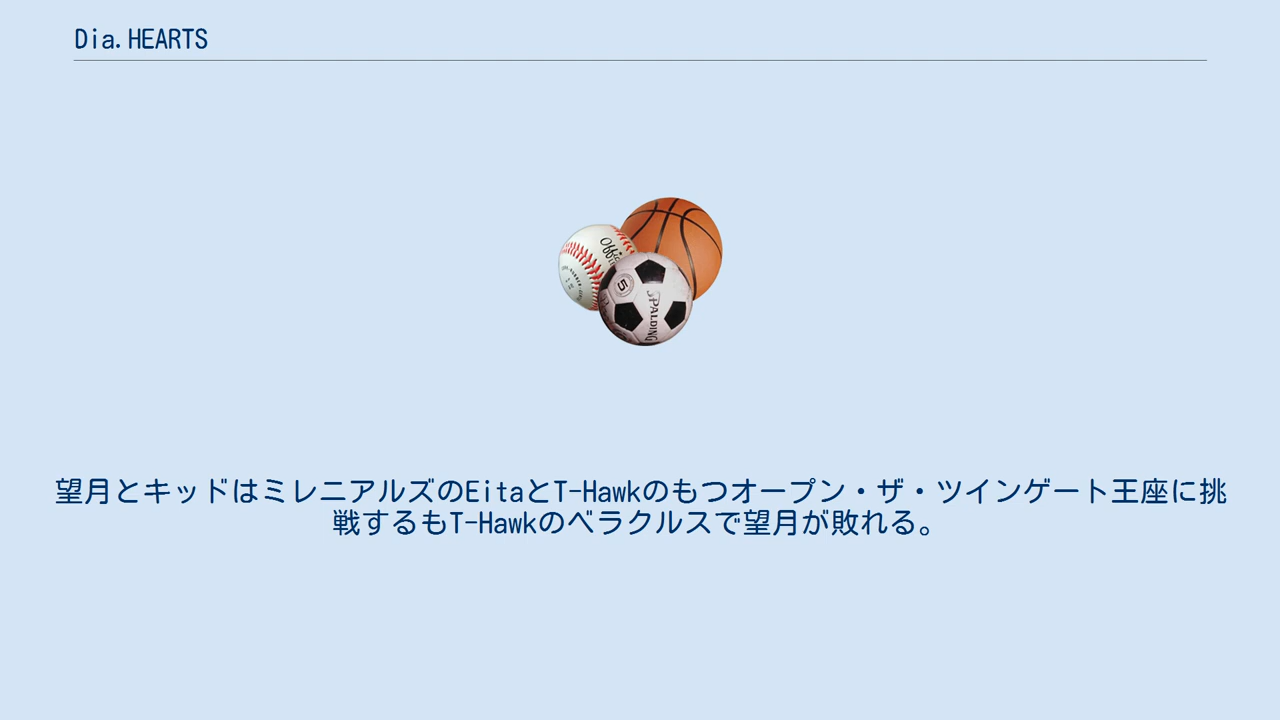 Dia.HEARTS
Official
5
SPALDING
望月とキッドはミレニアルズのEitaとT-Hawkのもつオープン・ザ・ツインゲート王座に挑
戦するもT-Hawkのベラクルスで望月が敗れる。